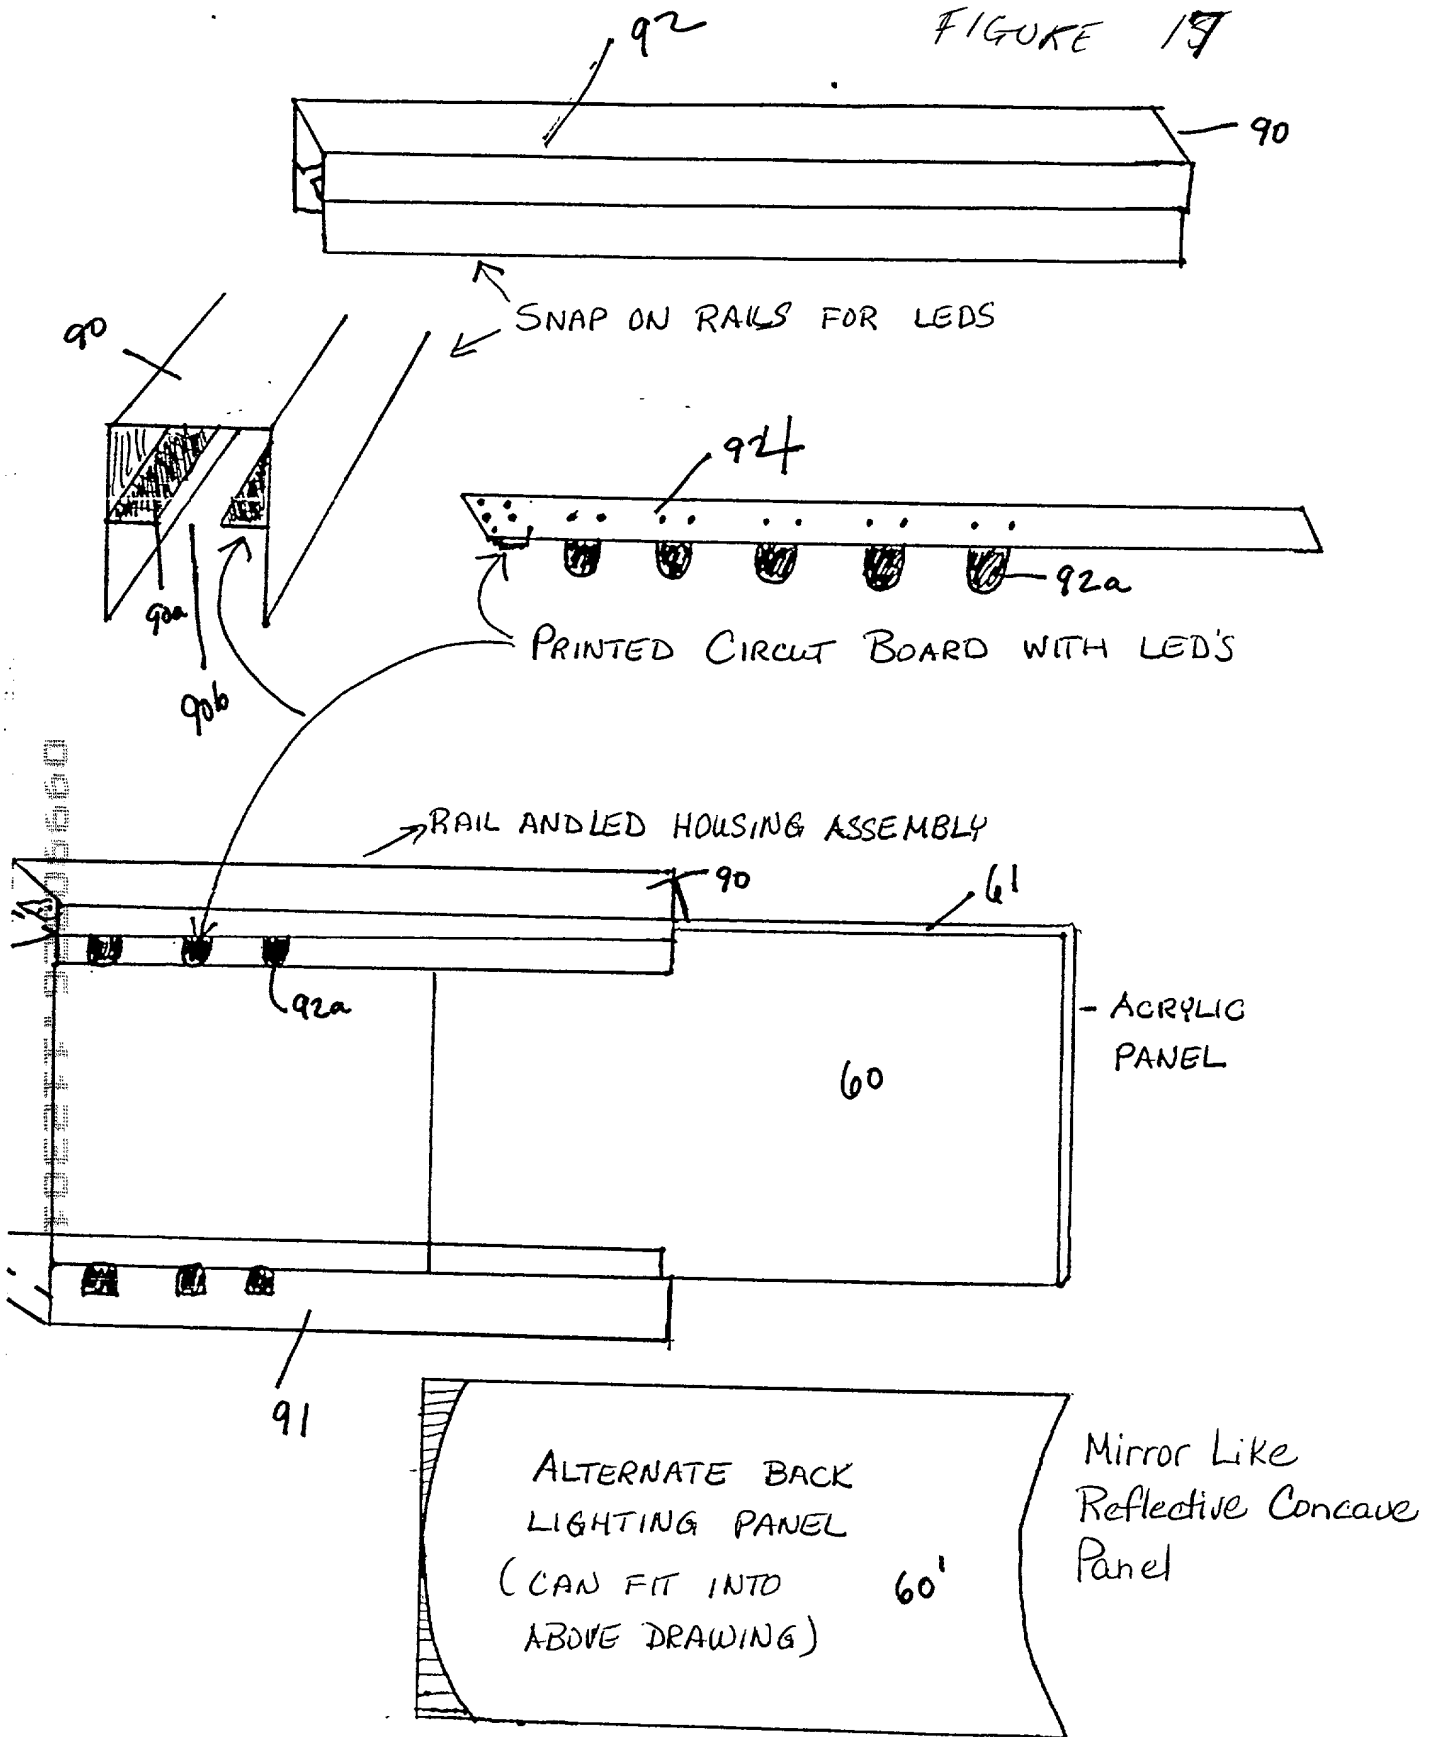 FIGURE 17
92
90
SNAP ON RAILS FOR LEDS
90
924
92a
90a
90b
PRINTED CIRCUT BOARD WITH LED'S
RAIL AND LED HOUSING ASSEMBLY
90
61
92a
- ACRYLIC
PANEL
60
91
ALTERNATE BACK
LIGHTING PANEL
(CAN FIT INTO
ABOVE DRAWING)
60'
Mirror Like
Reflective Concave
Panel